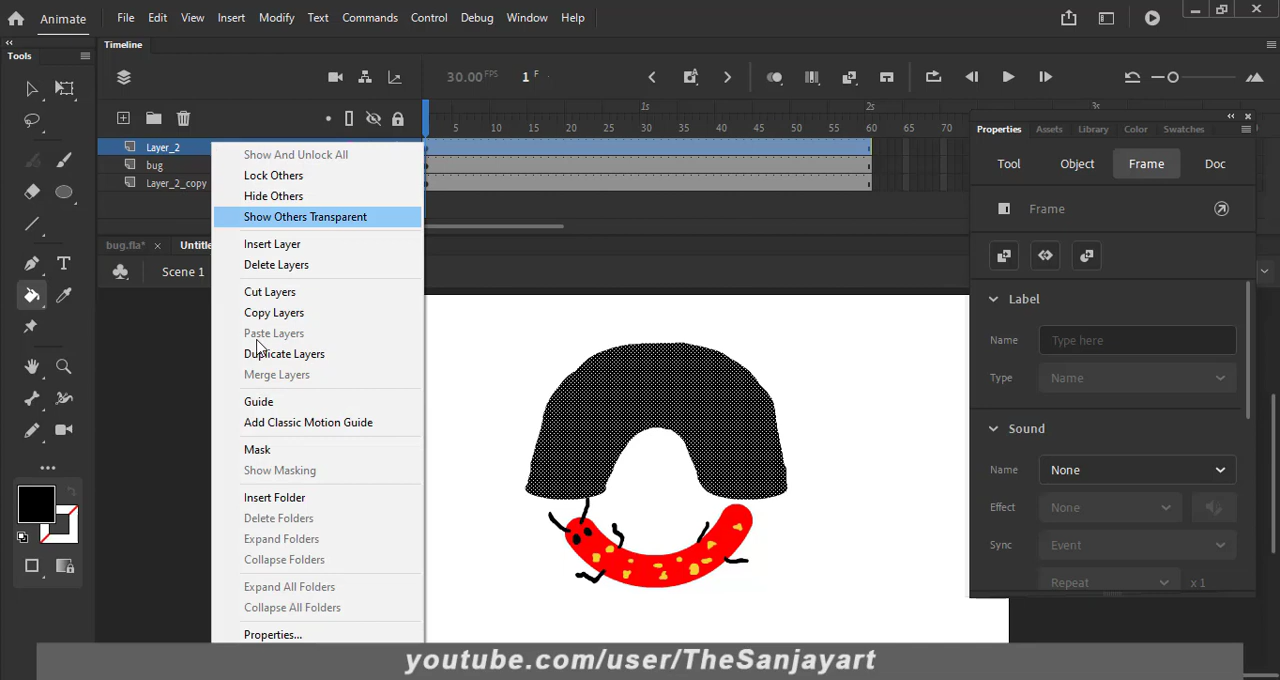 Animate File Edit View Insert Modify Text Commands Control Debug Window Help
Tools
Timeline
30.00 FPS 1 F
1s 2s 3s
5 10 15 20 25 30 35 40 45 50 55 60 65 70
Layer_2
bug
Layer_2_copy
bug.fla* × Untitle
Scene 1
Show And Unlock All
Lock Others
Hide Others
Show Others Transparent
Insert Layer
Delete Layers
Cut Layers
Copy Layers
Paste Layers
Duplicate Layers
Merge Layers
Guide
Add Classic Motion Guide
Mask
Show Masking
Insert Folder
Delete Folders
Expand Folders
Collapse Folders
Expand All Folders
Collapse All Folders
Properties...
Properties Assets Library Color Swatches
Tool Object Frame Doc
Frame
Label
Name Type here
Type Name
Sound
Name None
Effect None
Sync Event
Repeat x 1
youtube.com/user/TheSanjayart